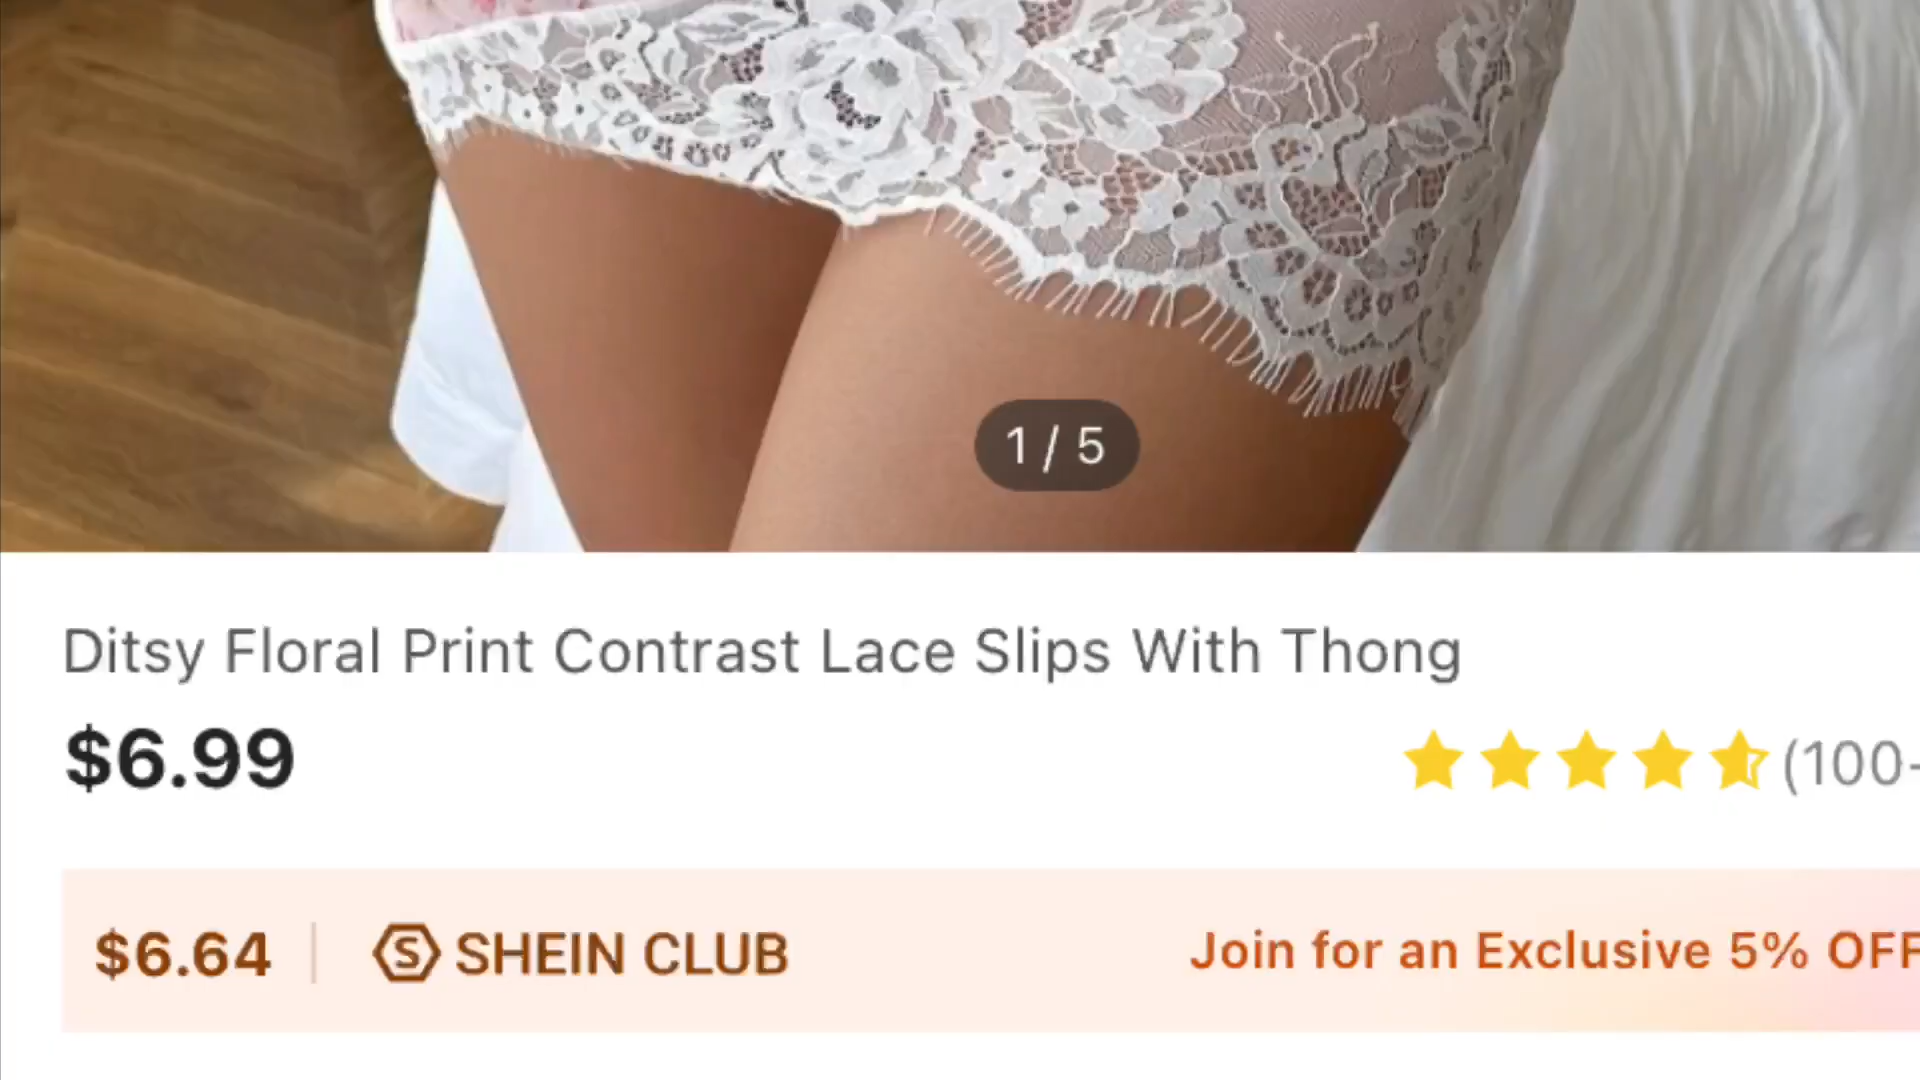 1 / 5
Ditsy Floral Print Contrast Lace Slips With Thong
$6.99
(100-
$6.64 | SHEIN CLUB
Join for an Exclusive 5% OFF